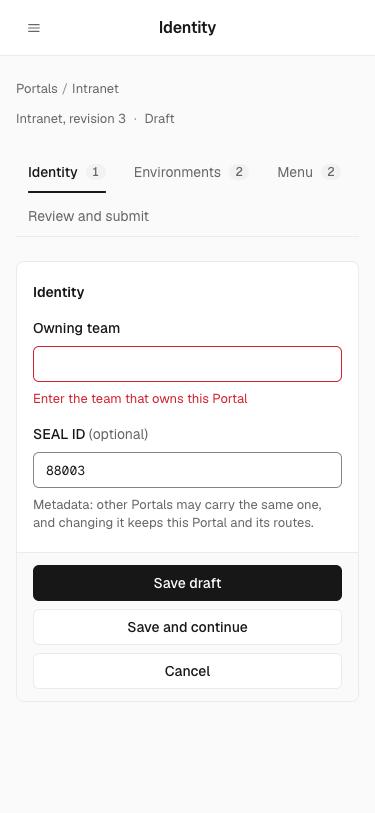 Identity
Portals / Intranet
Intranet, revision 3 · Draft
Identity 1 Environments 2 Menu 2
Review and submit
Identity
Owning team
Enter the team that owns this Portal
SEAL ID (optional)
88003
Metadata: other Portals may carry the same one,
and changing it keeps this Portal and its routes.
Save draft
Save and continue
Cancel